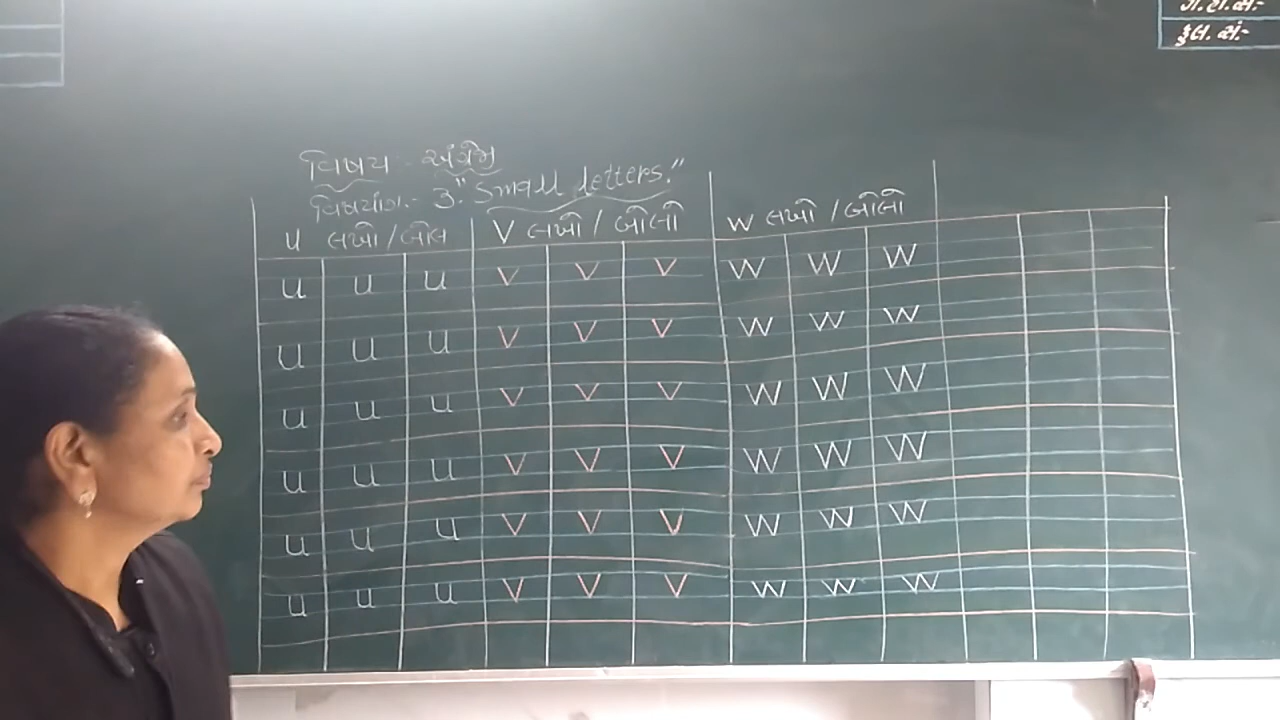 ગ.ટા.સં:-
કુલ. સં:-
વિષય :- અંગ્રેજી
વિષયાંગ:- 3. "Small letters."
u લખો / બોલ V લખો / બોલો w લખો / બોલો
u u u v v v w w w
u u u v v v w w w
u u u v v v w w w
u u u v v v w w w
u u u v v v w w w
u u u v v v w w w